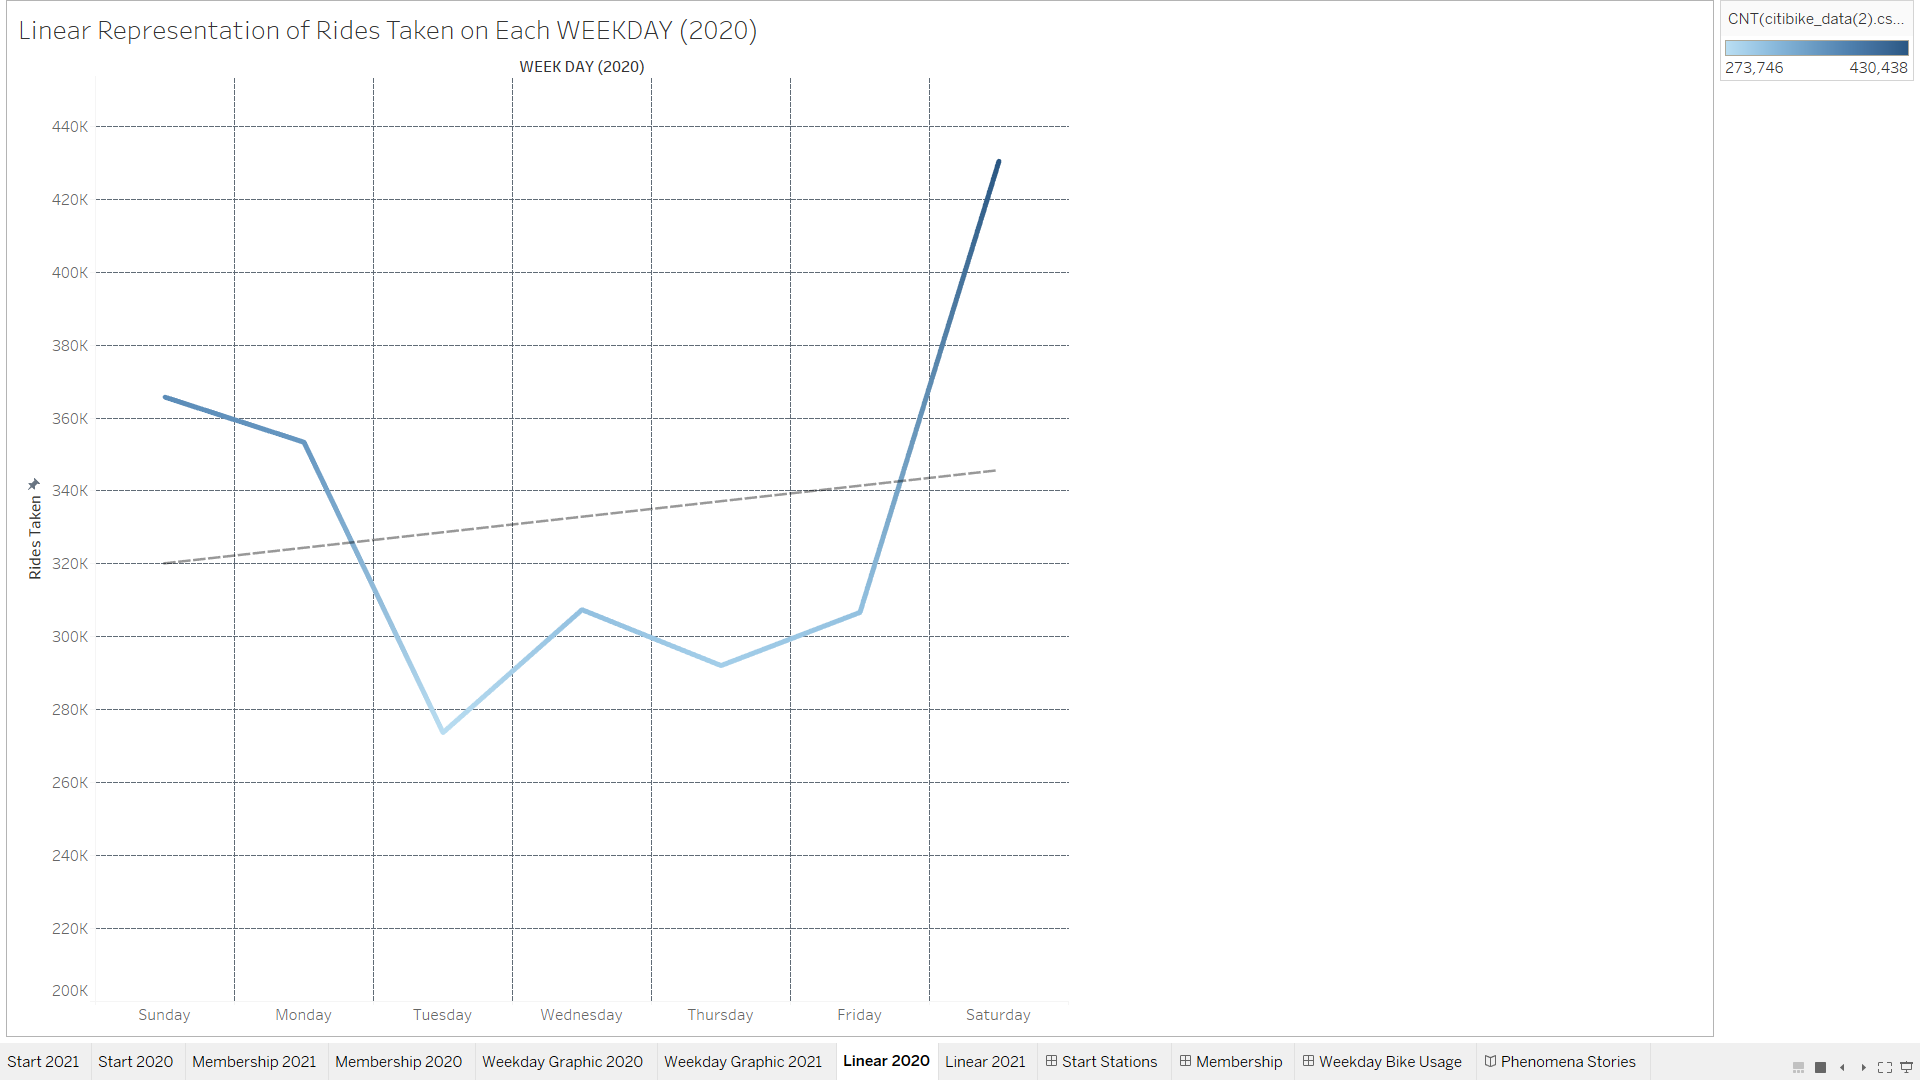 Linear Representation of Rides Taken on Each WEEKDAY (2020)
CNT(citibike_data(2).cs...
273,746 430,438
WEEK DAY (2020)
440K
420K
400K
380K
360K
340K
320K
300K
280K
260K
240K
220K
200K
Rides Taken
Sunday Monday Tuesday Wednesday Thursday Friday Saturday
Start 2021 Start 2020 Membership 2021 Membership 2020 Weekday Graphic 2020 Weekday Graphic 2021 Linear 2020 Linear 2021 Start Stations Membership Weekday Bike Usage Phenomena Stories